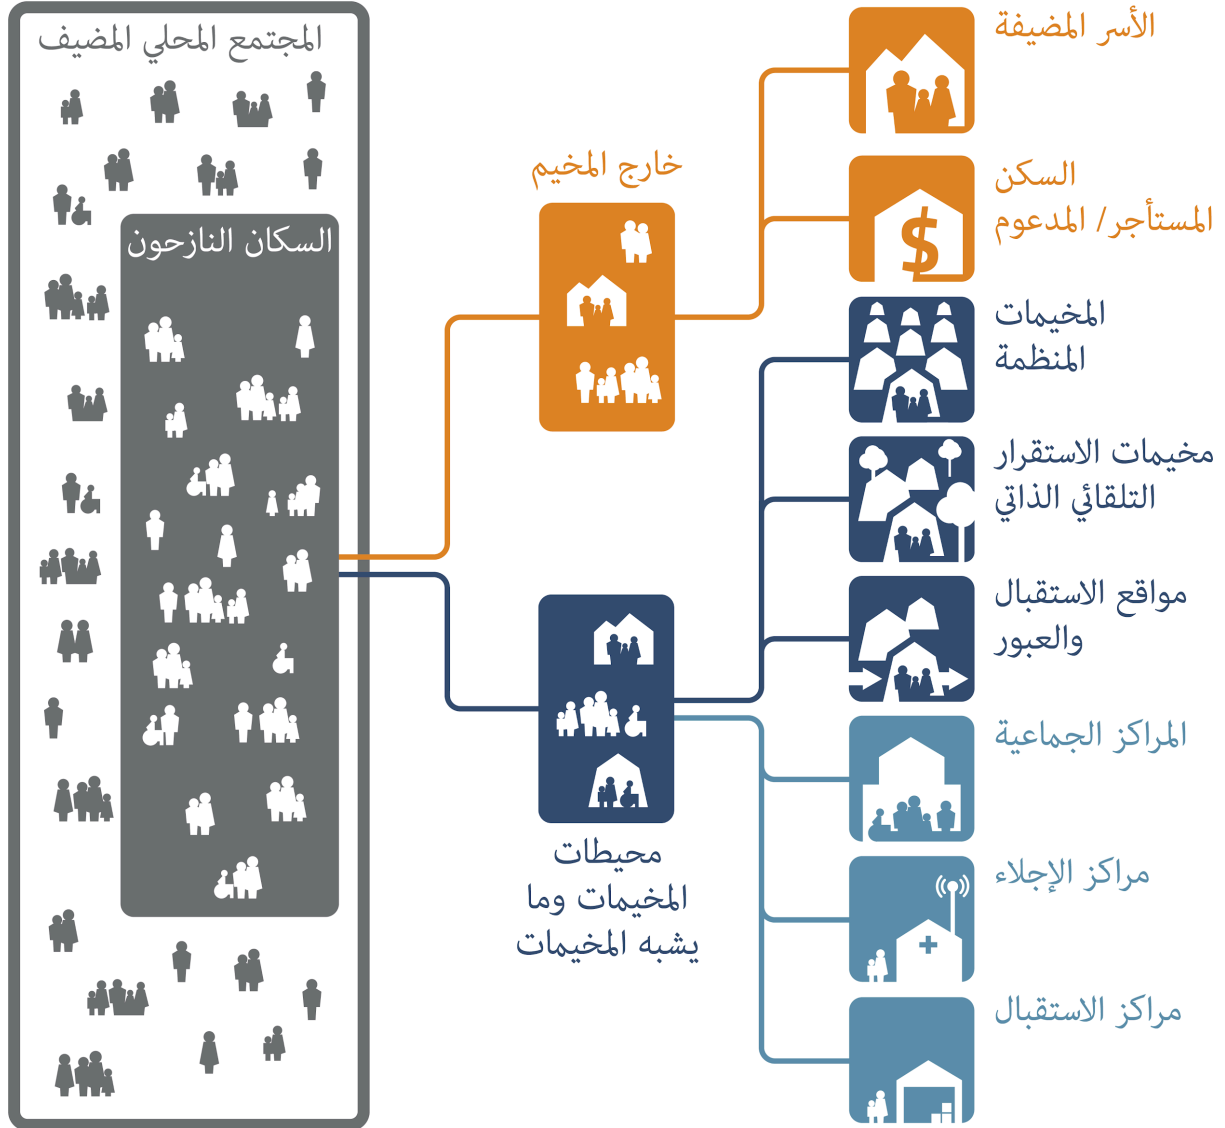 المجتمع المحلي المضيف
السكان النازحون
خارج المخيم
محيطات
المخيمات وما
يشبه المخيمات
الأسر المضيفة
السكن
المستأجر/ المدعوم
$
المخيمات
المنظمة
مخيمات الاستقرار
التلقائي الذاتي
مواقع الاستقبال
والعبور
المراكز الجماعية
مراكز الإجلاء
مراكز الاستقبال